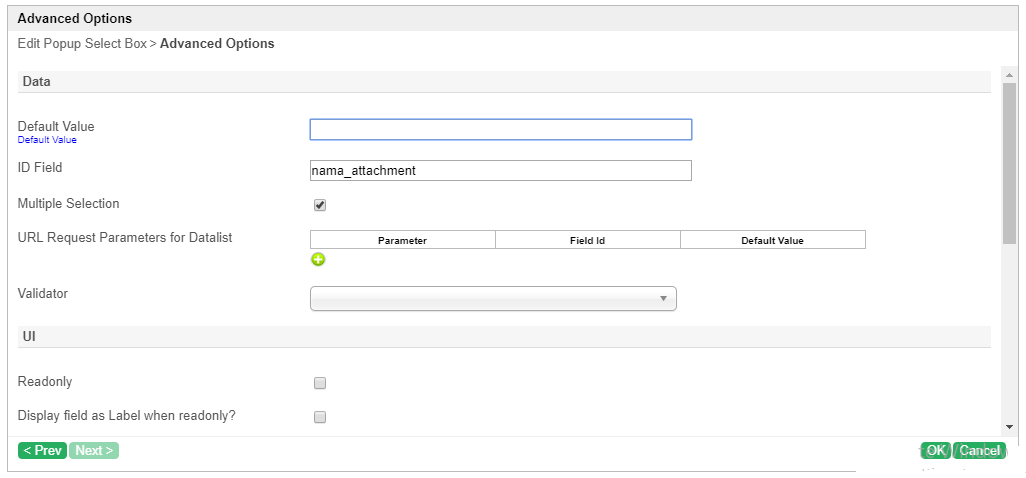 Advanced Options
Edit Popup Select Box > Advanced Options
Data
Default Value
Default Value
ID Field
nama_attachment
Multiple Selection
URL Request Parameters for Datalist
Parameter Field Id Default Value
Validator
UI
Readonly
Display field as Label when readonly?
< Prev Next > OK Cancel